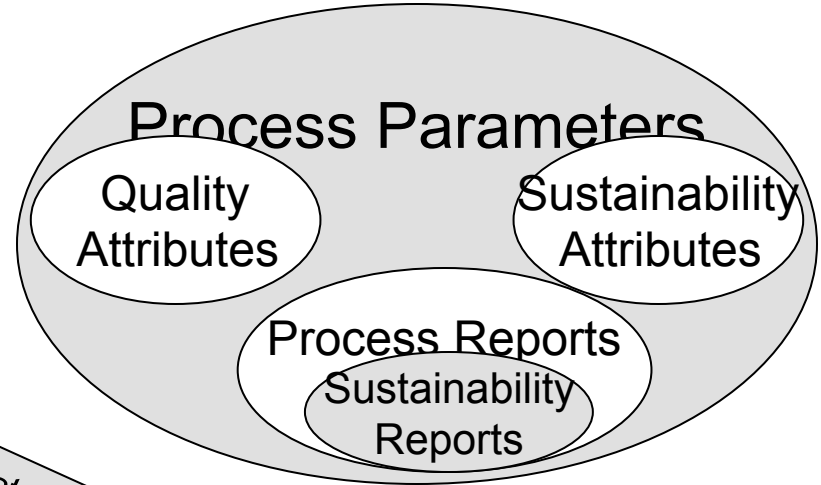 Process Parameters
Quality
Attributes
Sustainability
Attributes
Process Reports
Sustainability
Reports